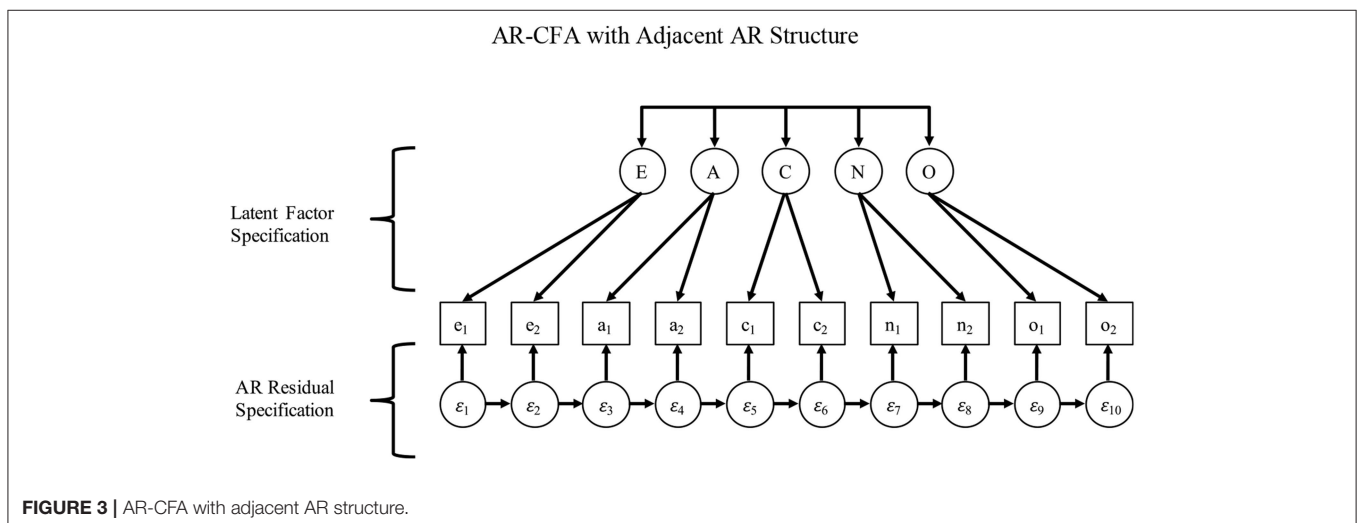 AR-CFA with Adjacent AR Structure
E A C N O
Latent Factor
Specification
e₁ e₂ a₁ a₂ c₁ c₂ n₁ n₂ o₁ o₂
AR Residual
Specification
ε₁ ε₂ ε₃ ε₄ ε₅ ε₆ ε₇ ε₈ ε₉ ε₁₀
FIGURE 3 | AR-CFA with adjacent AR structure.